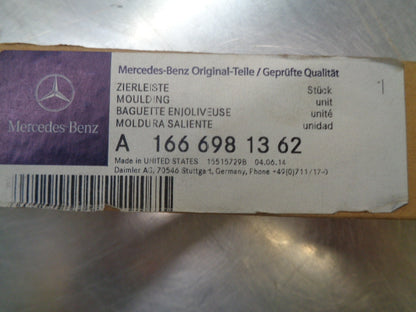 Mercedes-Benz Original-Teile / Geprüfte Qualität
Mercedes-Benz
ZIERLEISTE Stück 1
MOULDING unit
BAGUETTE ENJOLIVEUSE unité
MOLDURA SALIENTE unidad
A 166 698 13 62
Made in UNITED STATES 15515729B 04.06.14
Daimler AG, 70546 Stuttgart, Germany, Phone +49(0)711/17-0